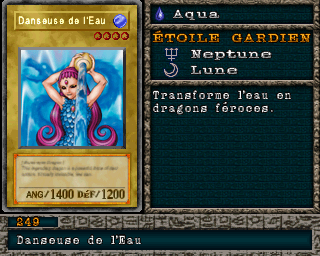 Danseuse de l'Eau
ANG/1400 DÉF/1200
Aqua
ÉTOILE GARDIEN
Neptune
Lune
Transforme l'eau en
dragons féroces.
249
Danseuse de l'Eau